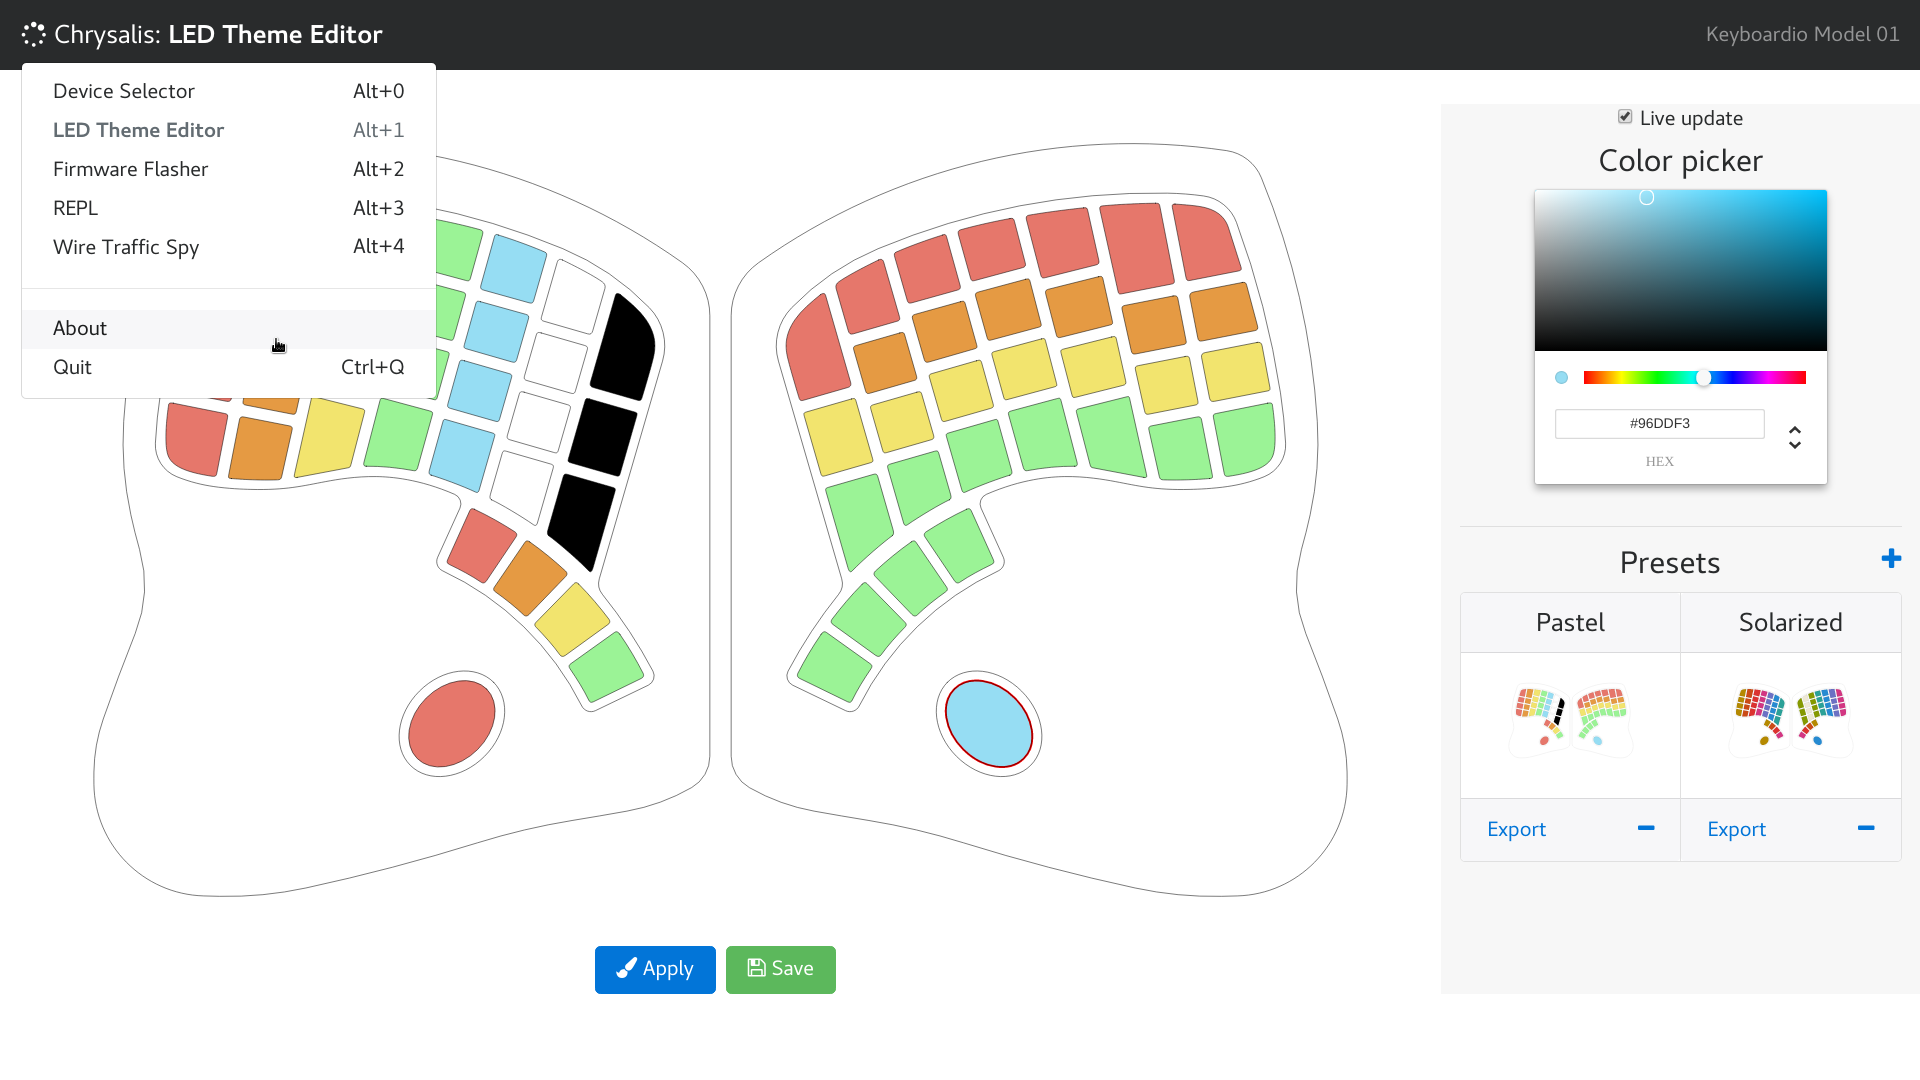 Chrysalis: LED Theme Editor
Keyboardio Model 01
Device Selector Alt+0
LED Theme Editor Alt+1
Firmware Flasher Alt+2
REPL Alt+3
Wire Traffic Spy Alt+4
About
Quit Ctrl+Q
Live update
Color picker
#96DDF3
HEX
Presets
Pastel Solarized
Export Export
Apply Save